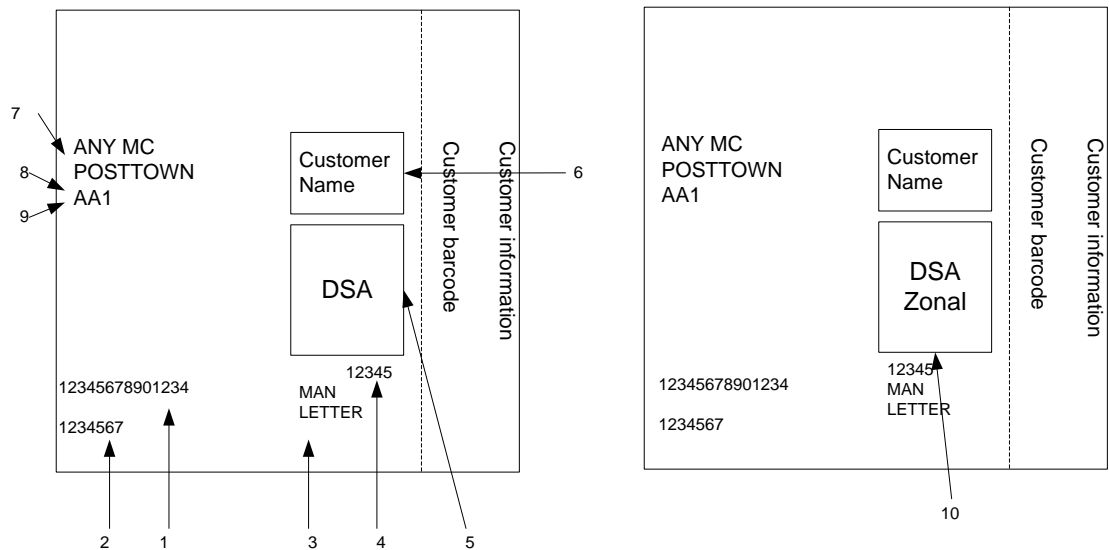 7
ANY MC
POSTTOWN
AA1
8
9
Customer
Name
6
DSA
Customer barcode
Customer information
12345
MAN
LETTER
12345678901234
1234567
2
1
3
4
5
ANY MC
POSTTOWN
AA1
Customer
Name
DSA
Zonal
Customer barcode
Customer information
12345
MAN
LETTER
12345678901234
1234567
10